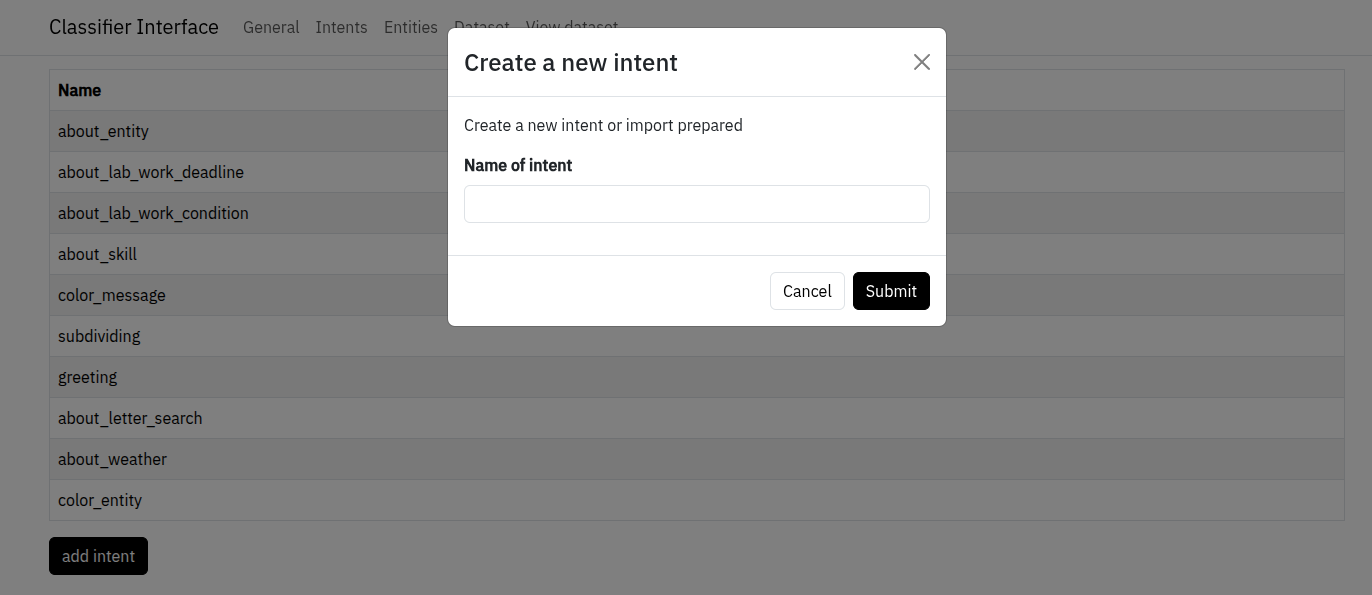 Classifier Interface General Intents Entities Dataset View dataset
Create a new intent
Name
Create a new intent or import prepared
about_entity
Name of intent
about_lab_work_deadline
about_lab_work_condition
about_skill
Cancel Submit
color_message
subdividing
greeting
about_letter_search
about_weather
color_entity
add intent